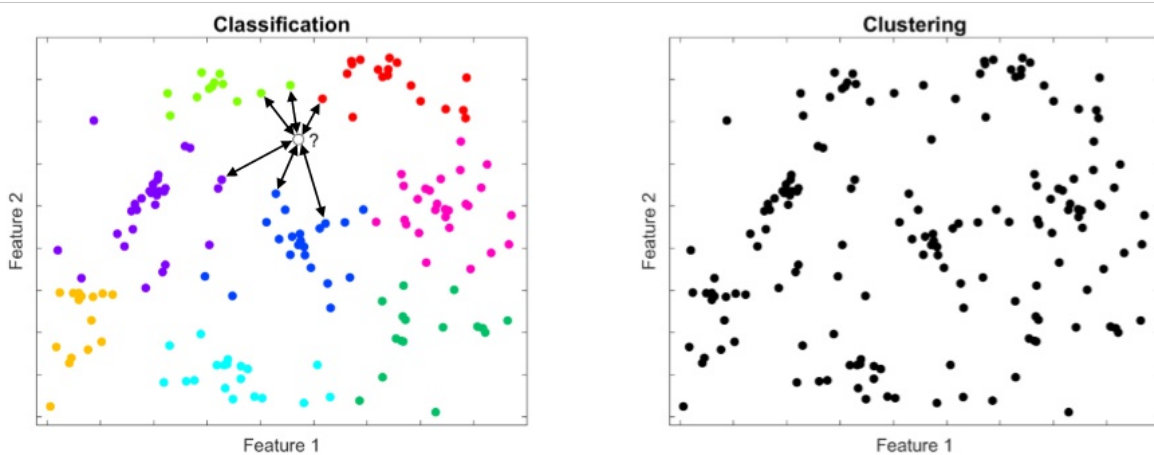 Classification
Clustering
?
Feature 2
Feature 2
Feature 1
Feature 1